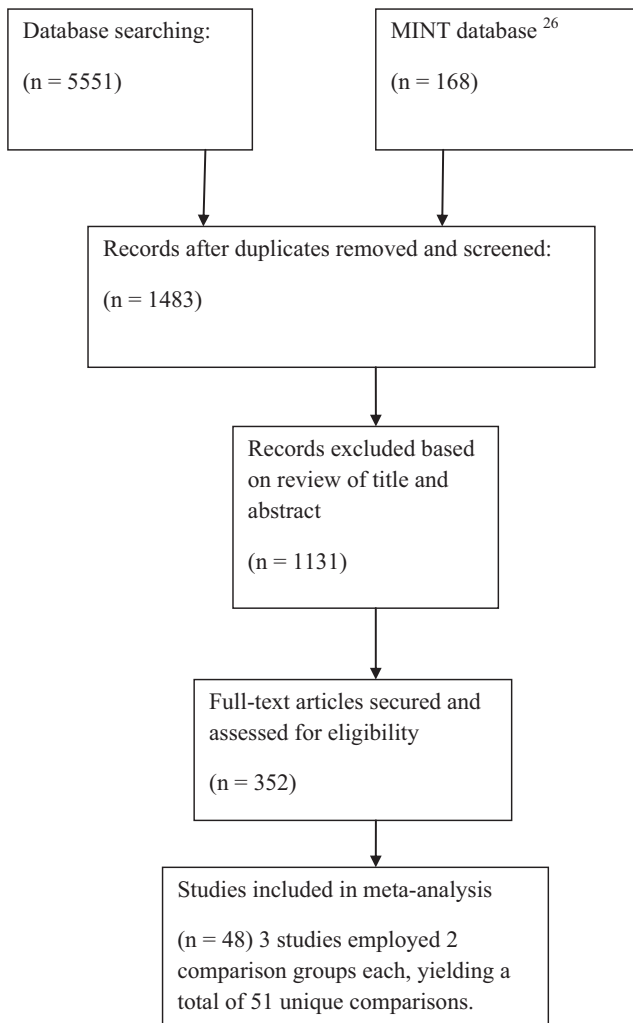 Database searching:
(n = 5551)
MINT database 26
(n = 168)
Records after duplicates removed and screened:
(n = 1483)
Records excluded based
on review of title and
abstract
(n = 1131)
Full-text articles secured and
assessed for eligibility
(n = 352)
Studies included in meta-analysis
(n = 48) 3 studies employed 2
comparison groups each, yielding a
total of 51 unique comparisons.